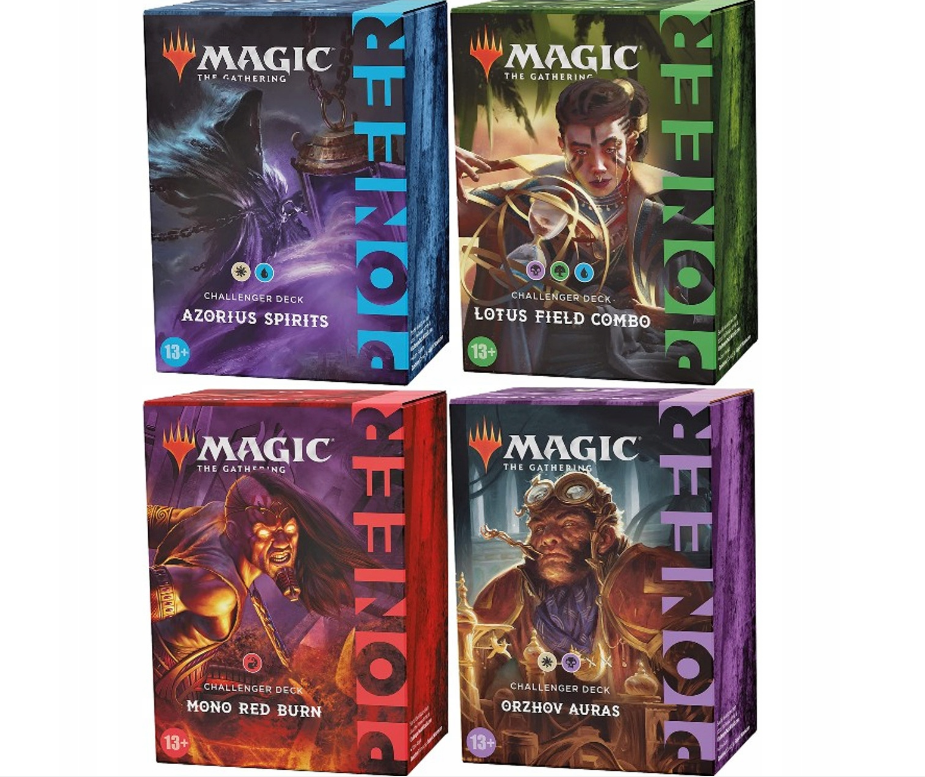 MAGIC
THE GATHERING
PIONEER
CHALLENGER DECK
AZORIUS SPIRITS
13+
MAGIC
THE GATHERING
PIONEER
CHALLENGER DECK
LOTUS FIELD COMBO
13+
MAGIC
THE GATHERING
PIONEER
CHALLENGER DECK
MONO RED BURN
13+
MAGIC
THE GATHERING
PIONEER
CHALLENGER DECK
ORZHOV AURAS
13+